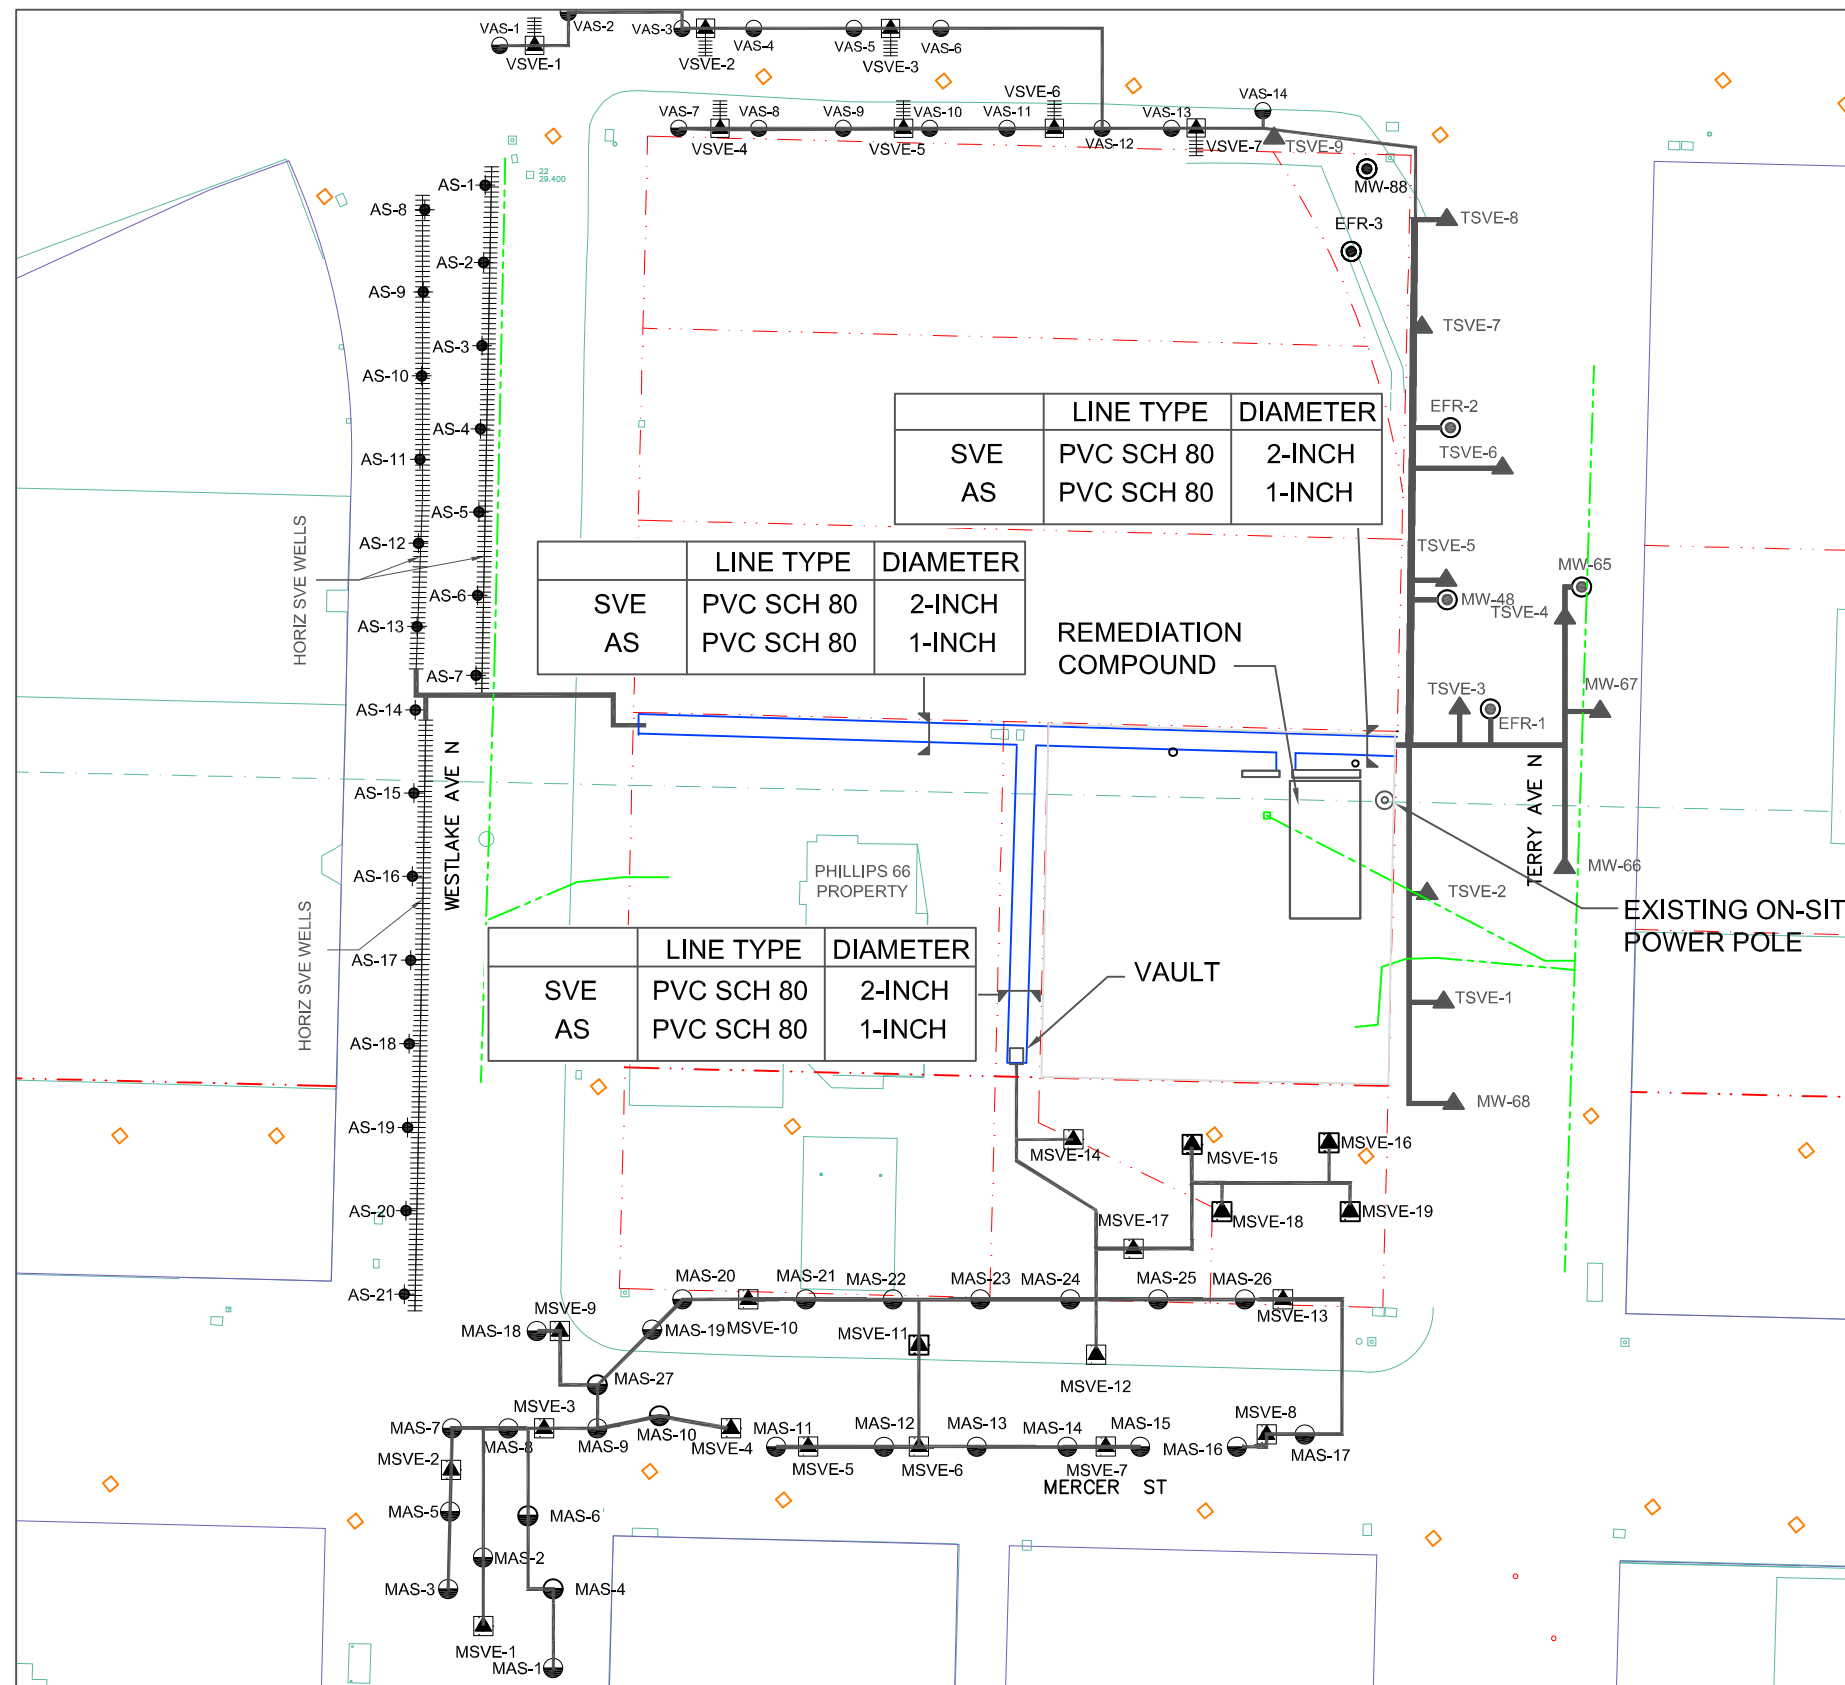 VAS-1
VAS-2
VAS-3
VAS-4
VAS-5
VAS-6
VSVE-1
VSVE-2
VSVE-3
VSVE-6
VAS-7
VAS-8
VAS-9
VAS-10
VAS-11
VAS-13
VAS-14
VSVE-4
VSVE-5
VAS-12
VSVE-7
TSVE-9
MW-88
22
29.400
AS-1
AS-8
TSVE-8
EFR-3
AS-2
AS-9
TSVE-7
AS-3
AS-10
EFR-2
AS-4
TSVE-6
AS-11
LINE TYPE DIAMETER
SVE PVC SCH 80 2-INCH
AS PVC SCH 80 1-INCH
AS-5
AS-12
HORIZ SVE WELLS
TSVE-5
MW-65
LINE TYPE DIAMETER
SVE PVC SCH 80 2-INCH
AS PVC SCH 80 1-INCH
AS-6
AS-13
MW-48
TSVE-4
REMEDIATION
COMPOUND
AS-7
AS-14
TSVE-3
MW-67
EFR-1
WESTLAKE AVE N
TERRY AVE N
AS-15
AS-16
PHILLIPS 66
PROPERTY
MW-66
TSVE-2
EXISTING ON-SIT
POWER POLE
HORIZ SVE WELLS
AS-17
LINE TYPE DIAMETER
SVE PVC SCH 80 2-INCH
AS PVC SCH 80 1-INCH
VAULT
TSVE-1
AS-18
MW-68
AS-19
MSVE-14
MSVE-15
MSVE-16
AS-20
MSVE-17
MSVE-18
MSVE-19
AS-21
MAS-20
MAS-21
MAS-22
MAS-23
MAS-24
MAS-25
MAS-26
MSVE-9
MAS-18
MAS-19
MSVE-10
MSVE-11
MSVE-13
MAS-27
MSVE-12
MSVE-3
MAS-7
MAS-8
MAS-9
MAS-10
MSVE-4
MAS-11
MAS-12
MAS-13
MAS-14
MAS-15
MSVE-8
MAS-16
MAS-17
MSVE-2
MSVE-5
MSVE-6
MSVE-7
MERCER ST
MAS-5
MAS-6
MAS-2
MAS-3
MAS-4
MSVE-1
MAS-1